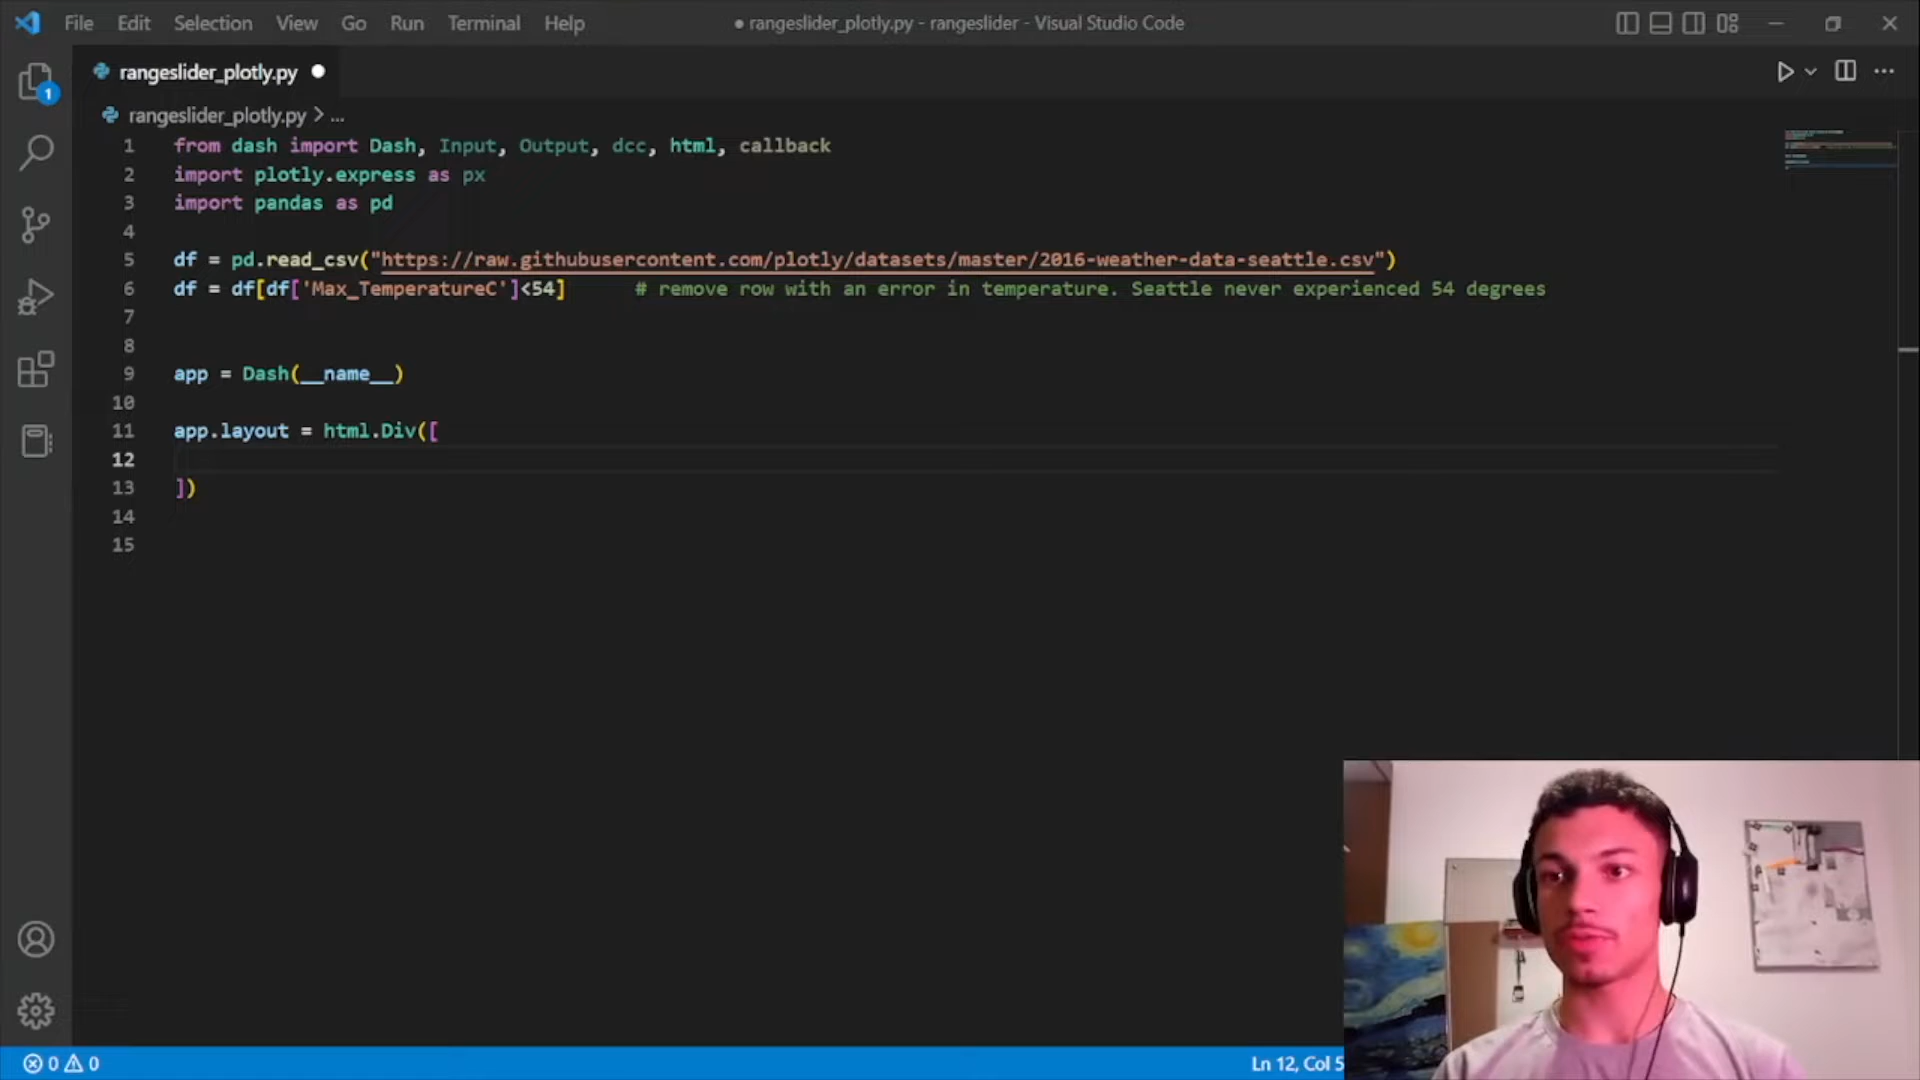 File Edit Selection View Go Run Terminal Help
● rangeslider_plotly.py - rangeslider - Visual Studio Code
rangeslider_plotly.py
1
rangeslider_plotly.py > ...
1 from dash import Dash, Input, Output, dcc, html, callback
2 import plotly.express as px
3 import pandas as pd
4
5 df = pd.read_csv("https://raw.githubusercontent.com/plotly/datasets/master/2016-weather-data-seattle.csv")
6 df = df[df['Max_TemperatureC']<54] # remove row with an error in temperature. Seattle never experienced 54 degrees
7
8
9 app = Dash(__name__)
10
11 app.layout = html.Div([
12
13 ])
14
15
0 0
Ln 12, Col 5